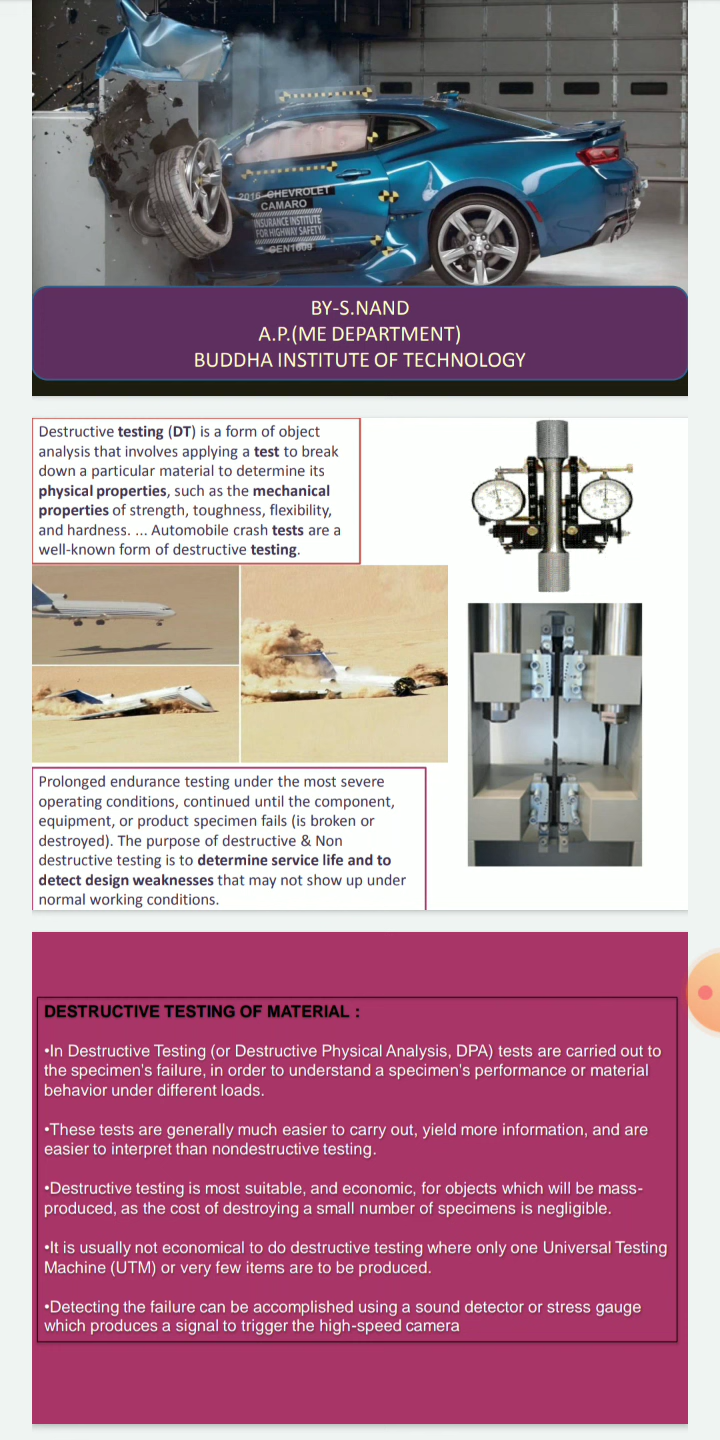 2016 CHEVROLET
CAMARO
INSURANCE INSTITUTE
FOR HIGHWAY SAFETY
CEN1609
BY-S.NAND
A.P.(ME DEPARTMENT)
BUDDHA INSTITUTE OF TECHNOLOGY
Destructive testing (DT) is a form of object
analysis that involves applying a test to break
down a particular material to determine its
physical properties, such as the mechanical
properties of strength, toughness, flexibility,
and hardness. ... Automobile crash tests are a
well-known form of destructive testing.
Prolonged endurance testing under the most severe
operating conditions, continued until the component,
equipment, or product specimen fails (is broken or
destroyed). The purpose of destructive & Non
destructive testing is to determine service life and to
detect design weaknesses that may not show up under
normal working conditions.
DESTRUCTIVE TESTING OF MATERIAL :
•In Destructive Testing (or Destructive Physical Analysis, DPA) tests are carried out to
the specimen's failure, in order to understand a specimen's performance or material
behavior under different loads.
•These tests are generally much easier to carry out, yield more information, and are
easier to interpret than nondestructive testing.
•Destructive testing is most suitable, and economic, for objects which will be mass-
produced, as the cost of destroying a small number of specimens is negligible.
•It is usually not economical to do destructive testing where only one Universal Testing
Machine (UTM) or very few items are to be produced.
•Detecting the failure can be accomplished using a sound detector or stress gauge
which produces a signal to trigger the high-speed camera